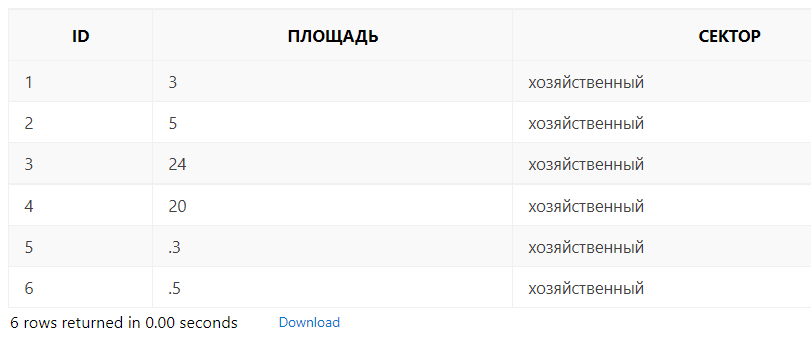 ID ПЛОЩАДЬ СЕКТОР
1 3 хозяйственный
2 5 хозяйственный
3 24 хозяйственный
4 20 хозяйственный
5 .3 хозяйственный
6 .5 хозяйственный
6 rows returned in 0.00 seconds Download